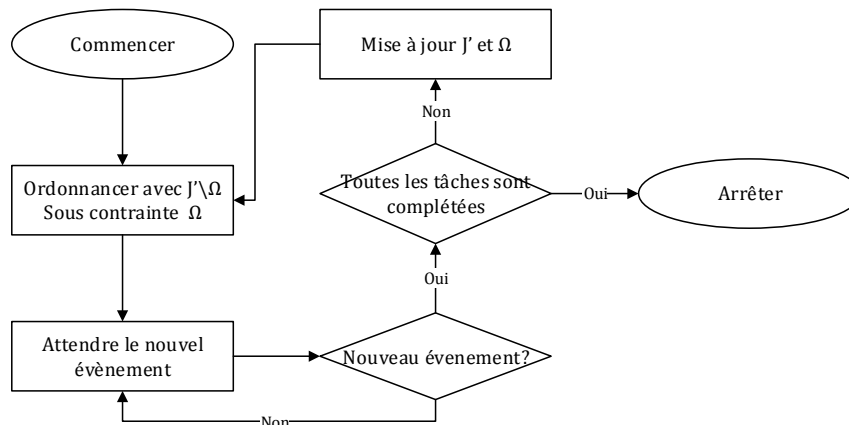 Commencer
Mise à jour J' et Ω
Non
Ordonnancer avec J'\Ω
Sous contrainte Ω
Toutes les tâches sont
complétées
Oui
Arrêter
Oui
Attendre le nouvel
évènement
Nouveau évenement?
Non